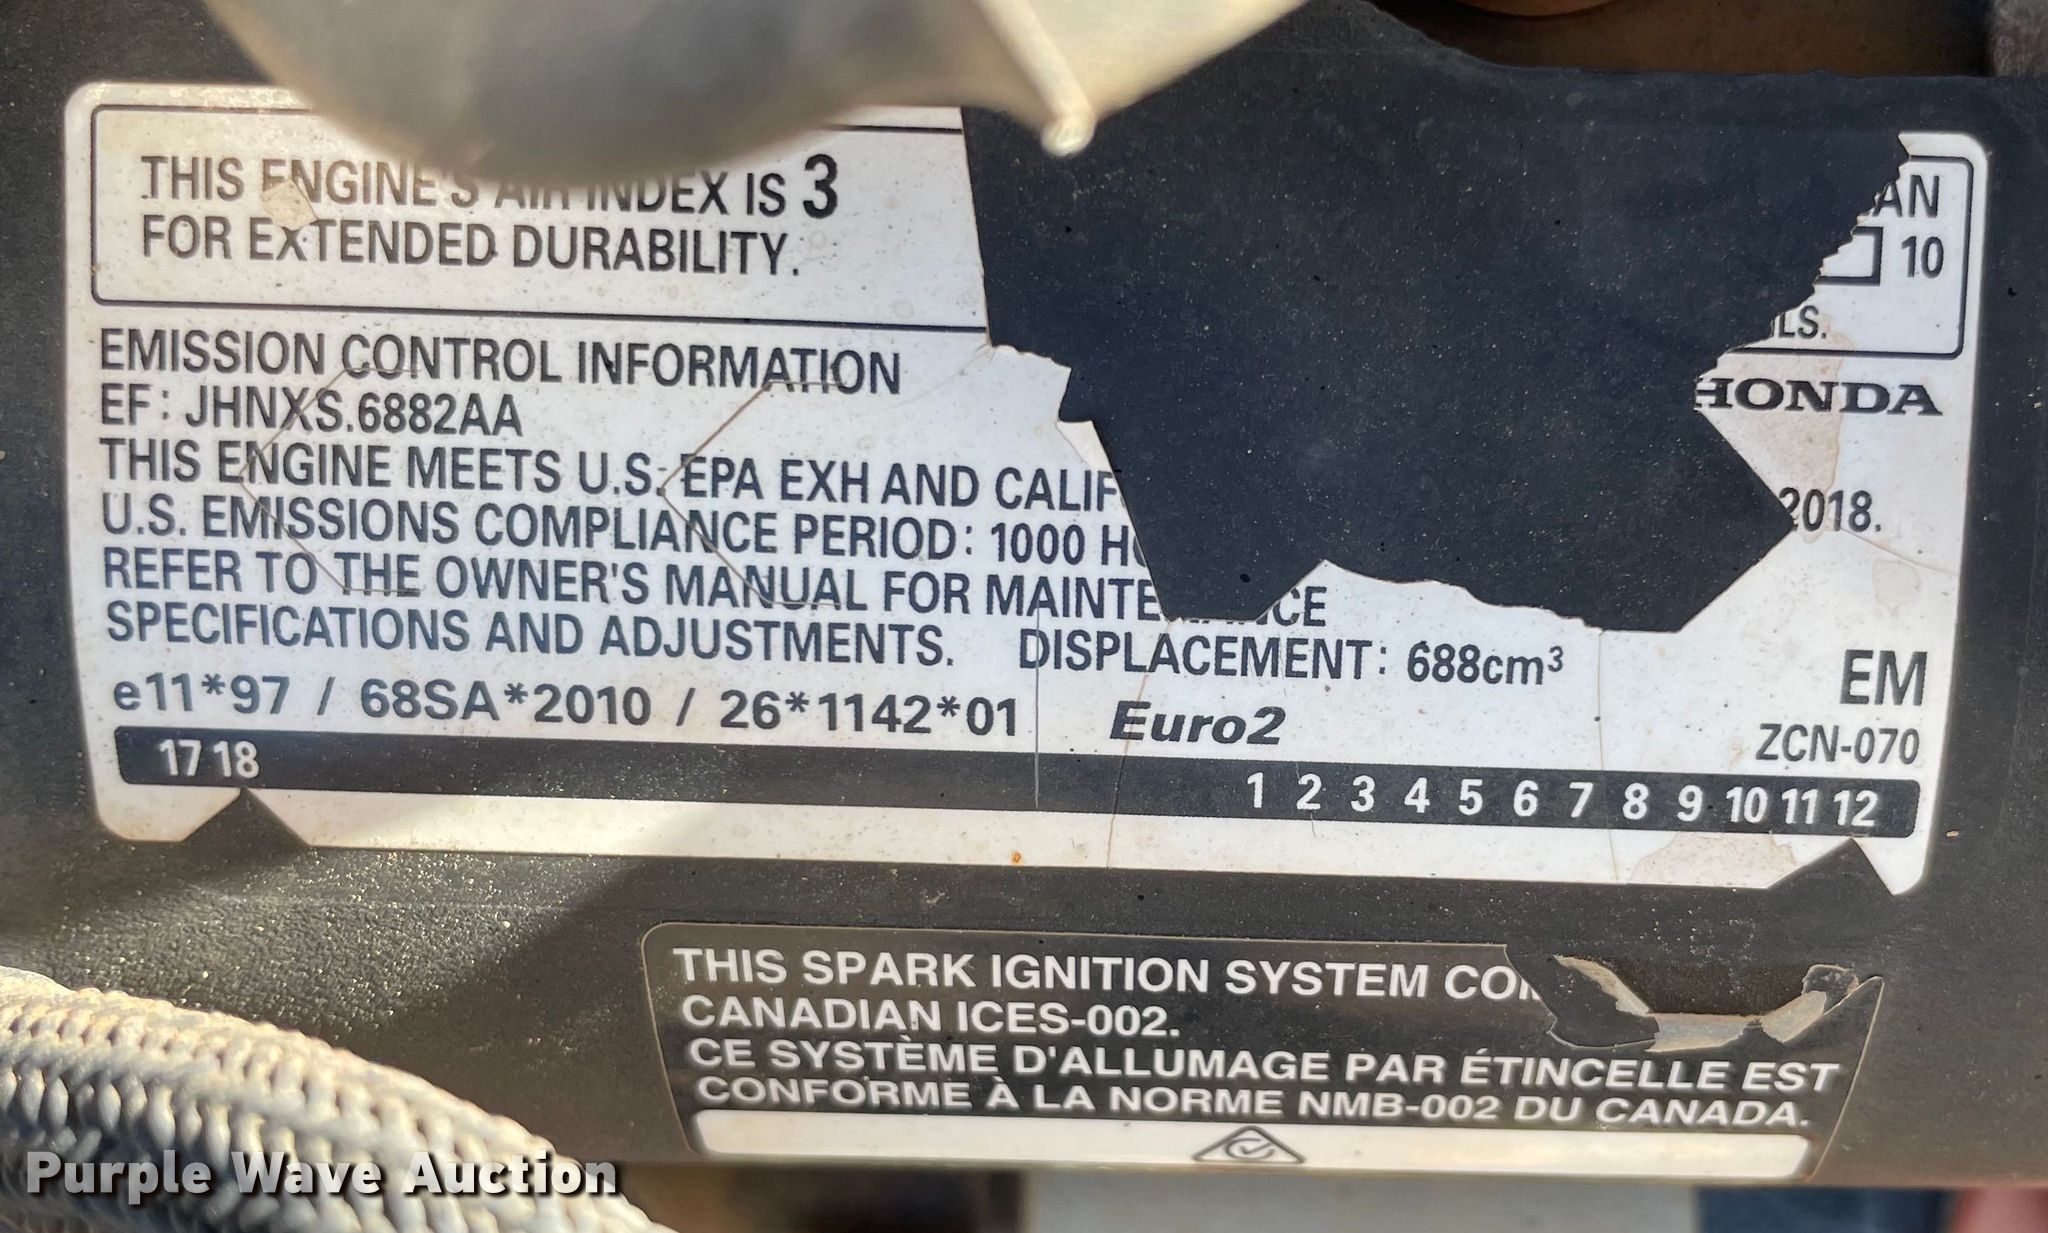 THIS ENGINE'S AIR INDEX IS 3
FOR EXTENDED DURABILITY.
10
EMISSION CONTROL INFORMATION
HONDA
EF: JHNXS.6882AA
THIS ENGINE MEETS U.S. EPA EXH AND CALIF
2018.
U.S. EMISSIONS COMPLIANCE PERIOD: 1000
REFER TO THE OWNER'S MANUAL FOR MAINTENANCE
SPECIFICATIONS AND ADJUSTMENTS. DISPLACEMENT: 688cm³
EM
e11*97 / 68SA*2010 / 26*1142*01 Euro2
ZCN-070
17 18
1 2 3 4 5 6 7 8 9 10 11 12
THIS SPARK IGNITION SYSTEM
CANADIAN ICES-002.
CE SYSTÈME D'ALLUMAGE PAR ÉTINCELLE EST
CONFORME À LA NORME NMB-002 DU CANADA.
Purple Wave Auction